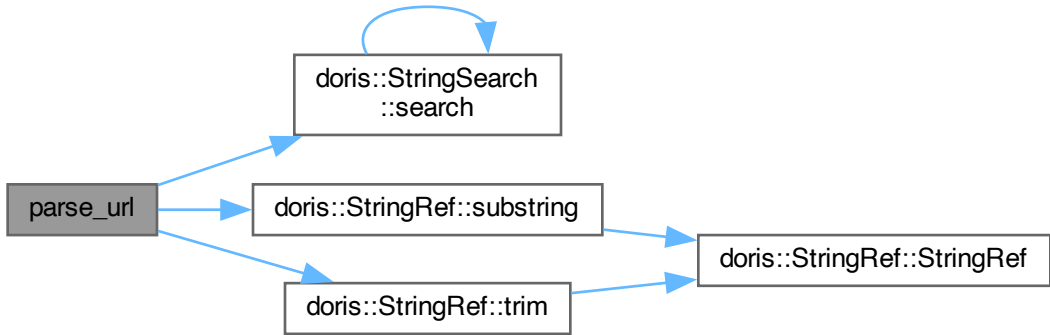 doris::StringSearch
::search
parse_url
doris::StringRef::substring
doris::StringRef::StringRef
doris::StringRef::trim